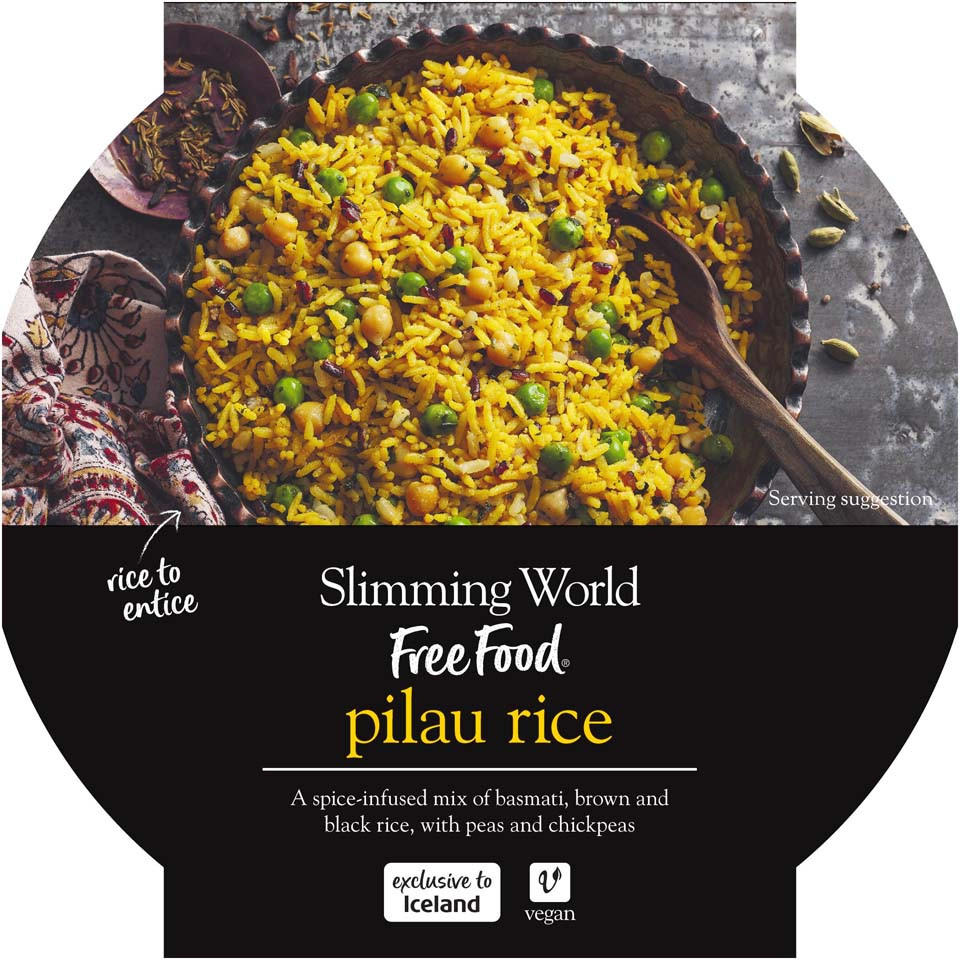 Serving suggestion
rice to
entice
Slimming World
Free Food®
pilau rice
A spice-infused mix of basmati, brown and
black rice, with peas and chickpeas
exclusive to
Iceland
vegan